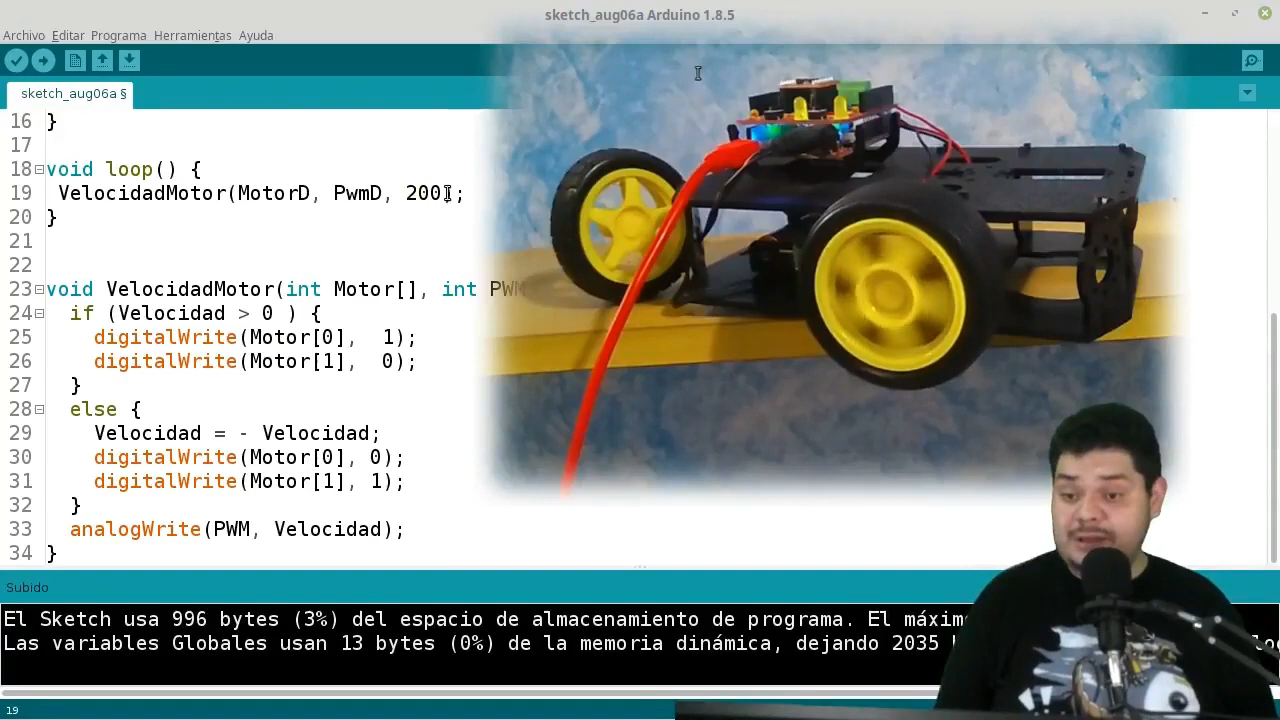 sketch_aug06a Arduino 1.8.5
Archivo Editar Programa Herramientas Ayuda
sketch_aug06a §
16 }
17
18 void loop() {
19 VelocidadMotor(MotorD, PwmD, 200);
20 }
21
22
23 void VelocidadMotor(int Motor[], int PWM
24 if (Velocidad > 0 ) {
25 digitalWrite(Motor[0], 1);
26 digitalWrite(Motor[1], 0);
27 }
28 else {
29 Velocidad = - Velocidad;
30 digitalWrite(Motor[0], 0);
31 digitalWrite(Motor[1], 1);
32 }
33 analogWrite(PWM, Velocidad);
34 }
Subido
El Sketch usa 996 bytes (3%) del espacio de almacenamiento de programa. El máxim
Las variables Globales usan 13 bytes (0%) de la memoria dinámica, dejando 2035
19